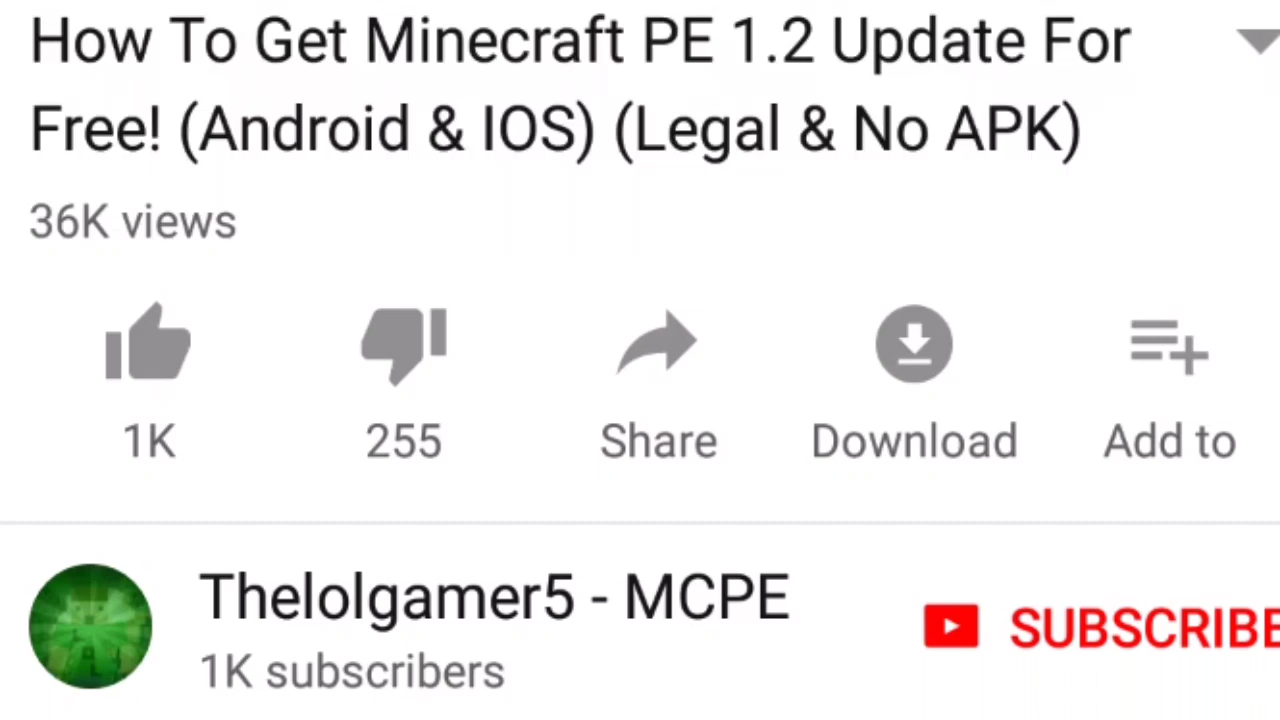 How To Get Minecraft PE 1.2 Update For
Free! (Android & IOS) (Legal & No APK)
36K views
1K 255 Share Download Add to
Thelolgamer5 - MCPE
SUBSCRIBE
1K subscribers